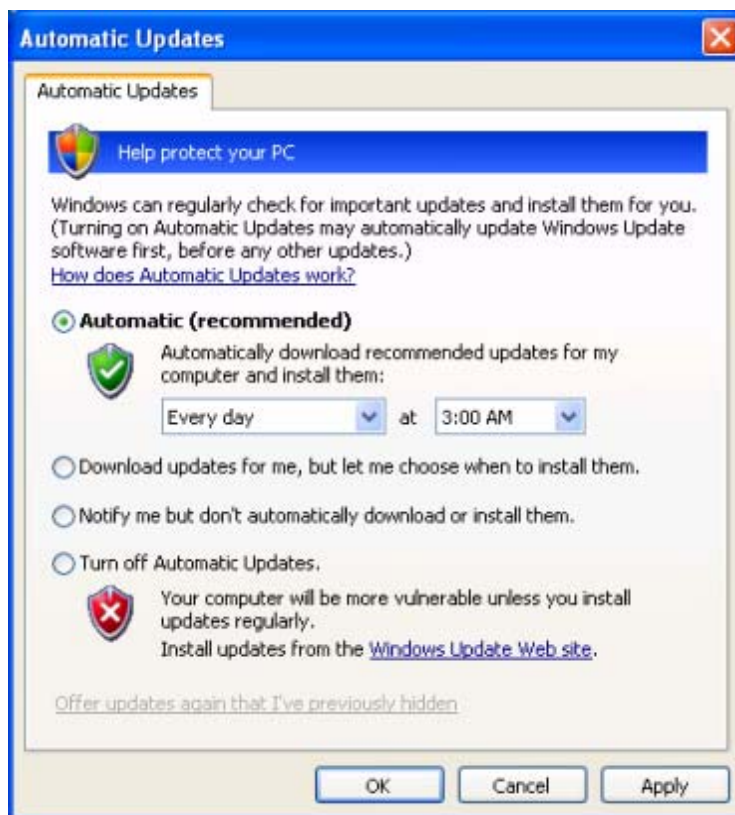 Automatic Updates
Automatic Updates
Help protect your PC
Windows can regularly check for important updates and install them for you.
(Turning on Automatic Updates may automatically update Windows Update
software first, before any other updates.)
How does Automatic Updates work?
Automatic (recommended)
Automatically download recommended updates for my
computer and install them:
Every day at 3:00 AM
Download updates for me, but let me choose when to install them.
Notify me but don't automatically download or install them.
Turn off Automatic Updates.
Your computer will be more vulnerable unless you install
updates regularly.
Install updates from the Windows Update Web site.
Offer updates again that I've previously hidden
OK Cancel Apply